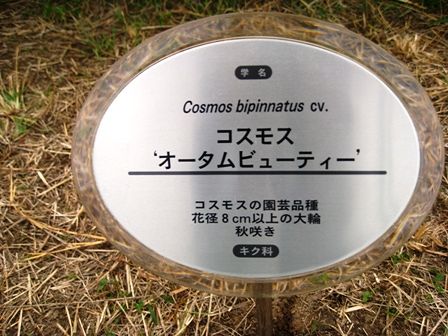 学名
Cosmos bipinnatus cv.
コスモス
‘オータムビューティー’
コスモスの園芸品種
花径8cm以上の大輪
秋咲き
キク科